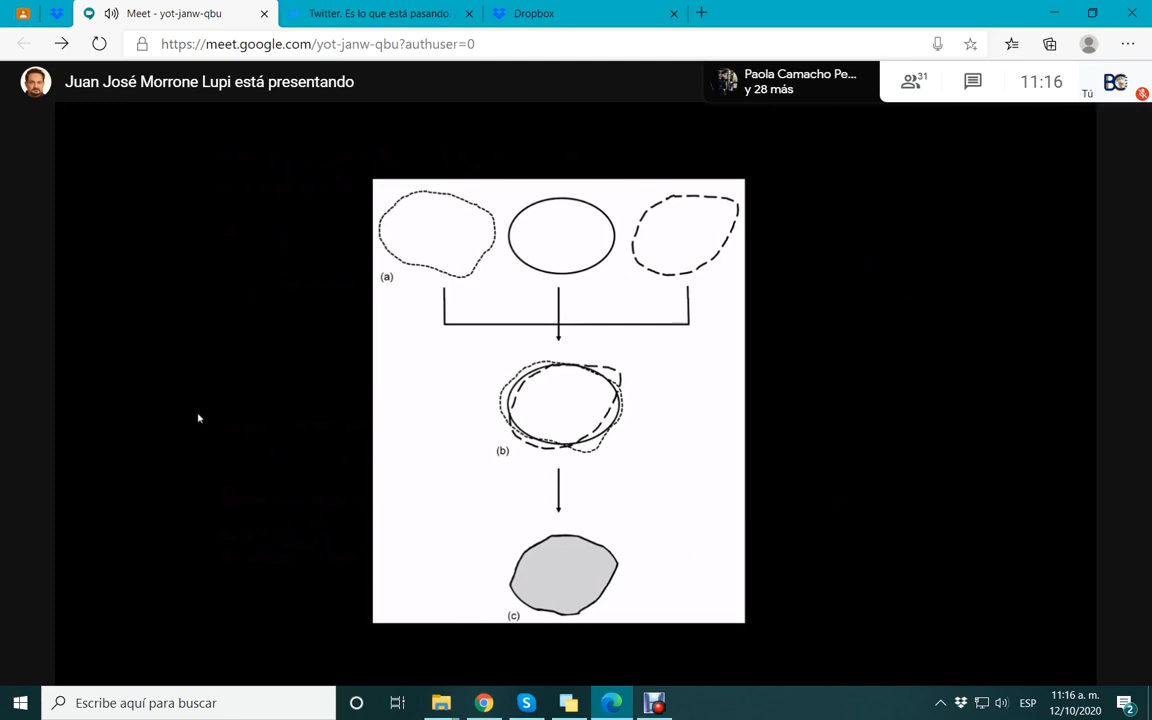 Meet - yot-janw-qbu
Twitter. Es lo que está pasando.
Dropbox
https://meet.google.com/yot-janw-qbu?authuser=0
Juan José Morrone Lupi está presentando
Paola Camacho Pe...
y 28 más
31
11:16
Tú
BC
(a)
(b)
(c)
Escribe aquí para buscar
ESP
11:16 a. m.
12/10/2020
2